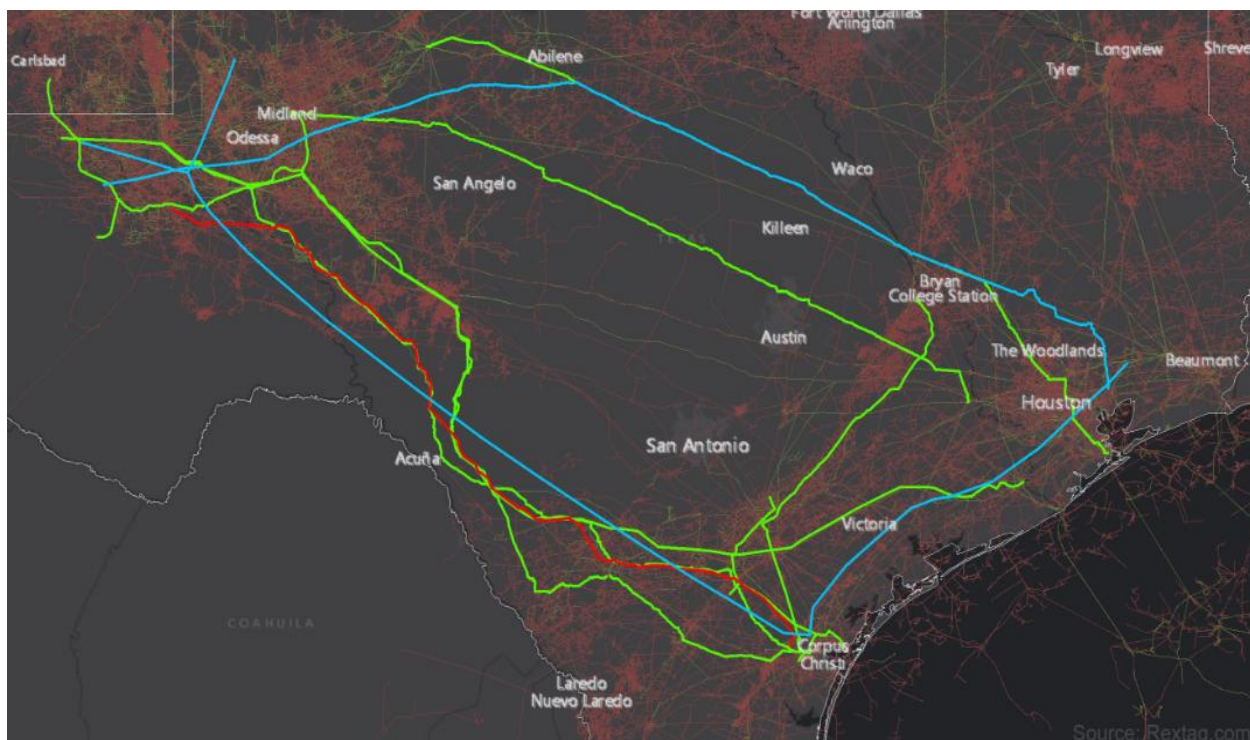 Fort Worth Dallas
Arlington
Carlsbad
Abilene
Longview
Shreve
Tyler
Midland
Odessa
Waco
San Angelo
Killeen
TEXAS
Bryan
College Station
Austin
The Woodlands
Beaumont
Houston
San Antonio
Acuña
Victoria
COAHUILA
Corpus
Christi
Laredo
Nuevo Laredo
Source: Rextag.com